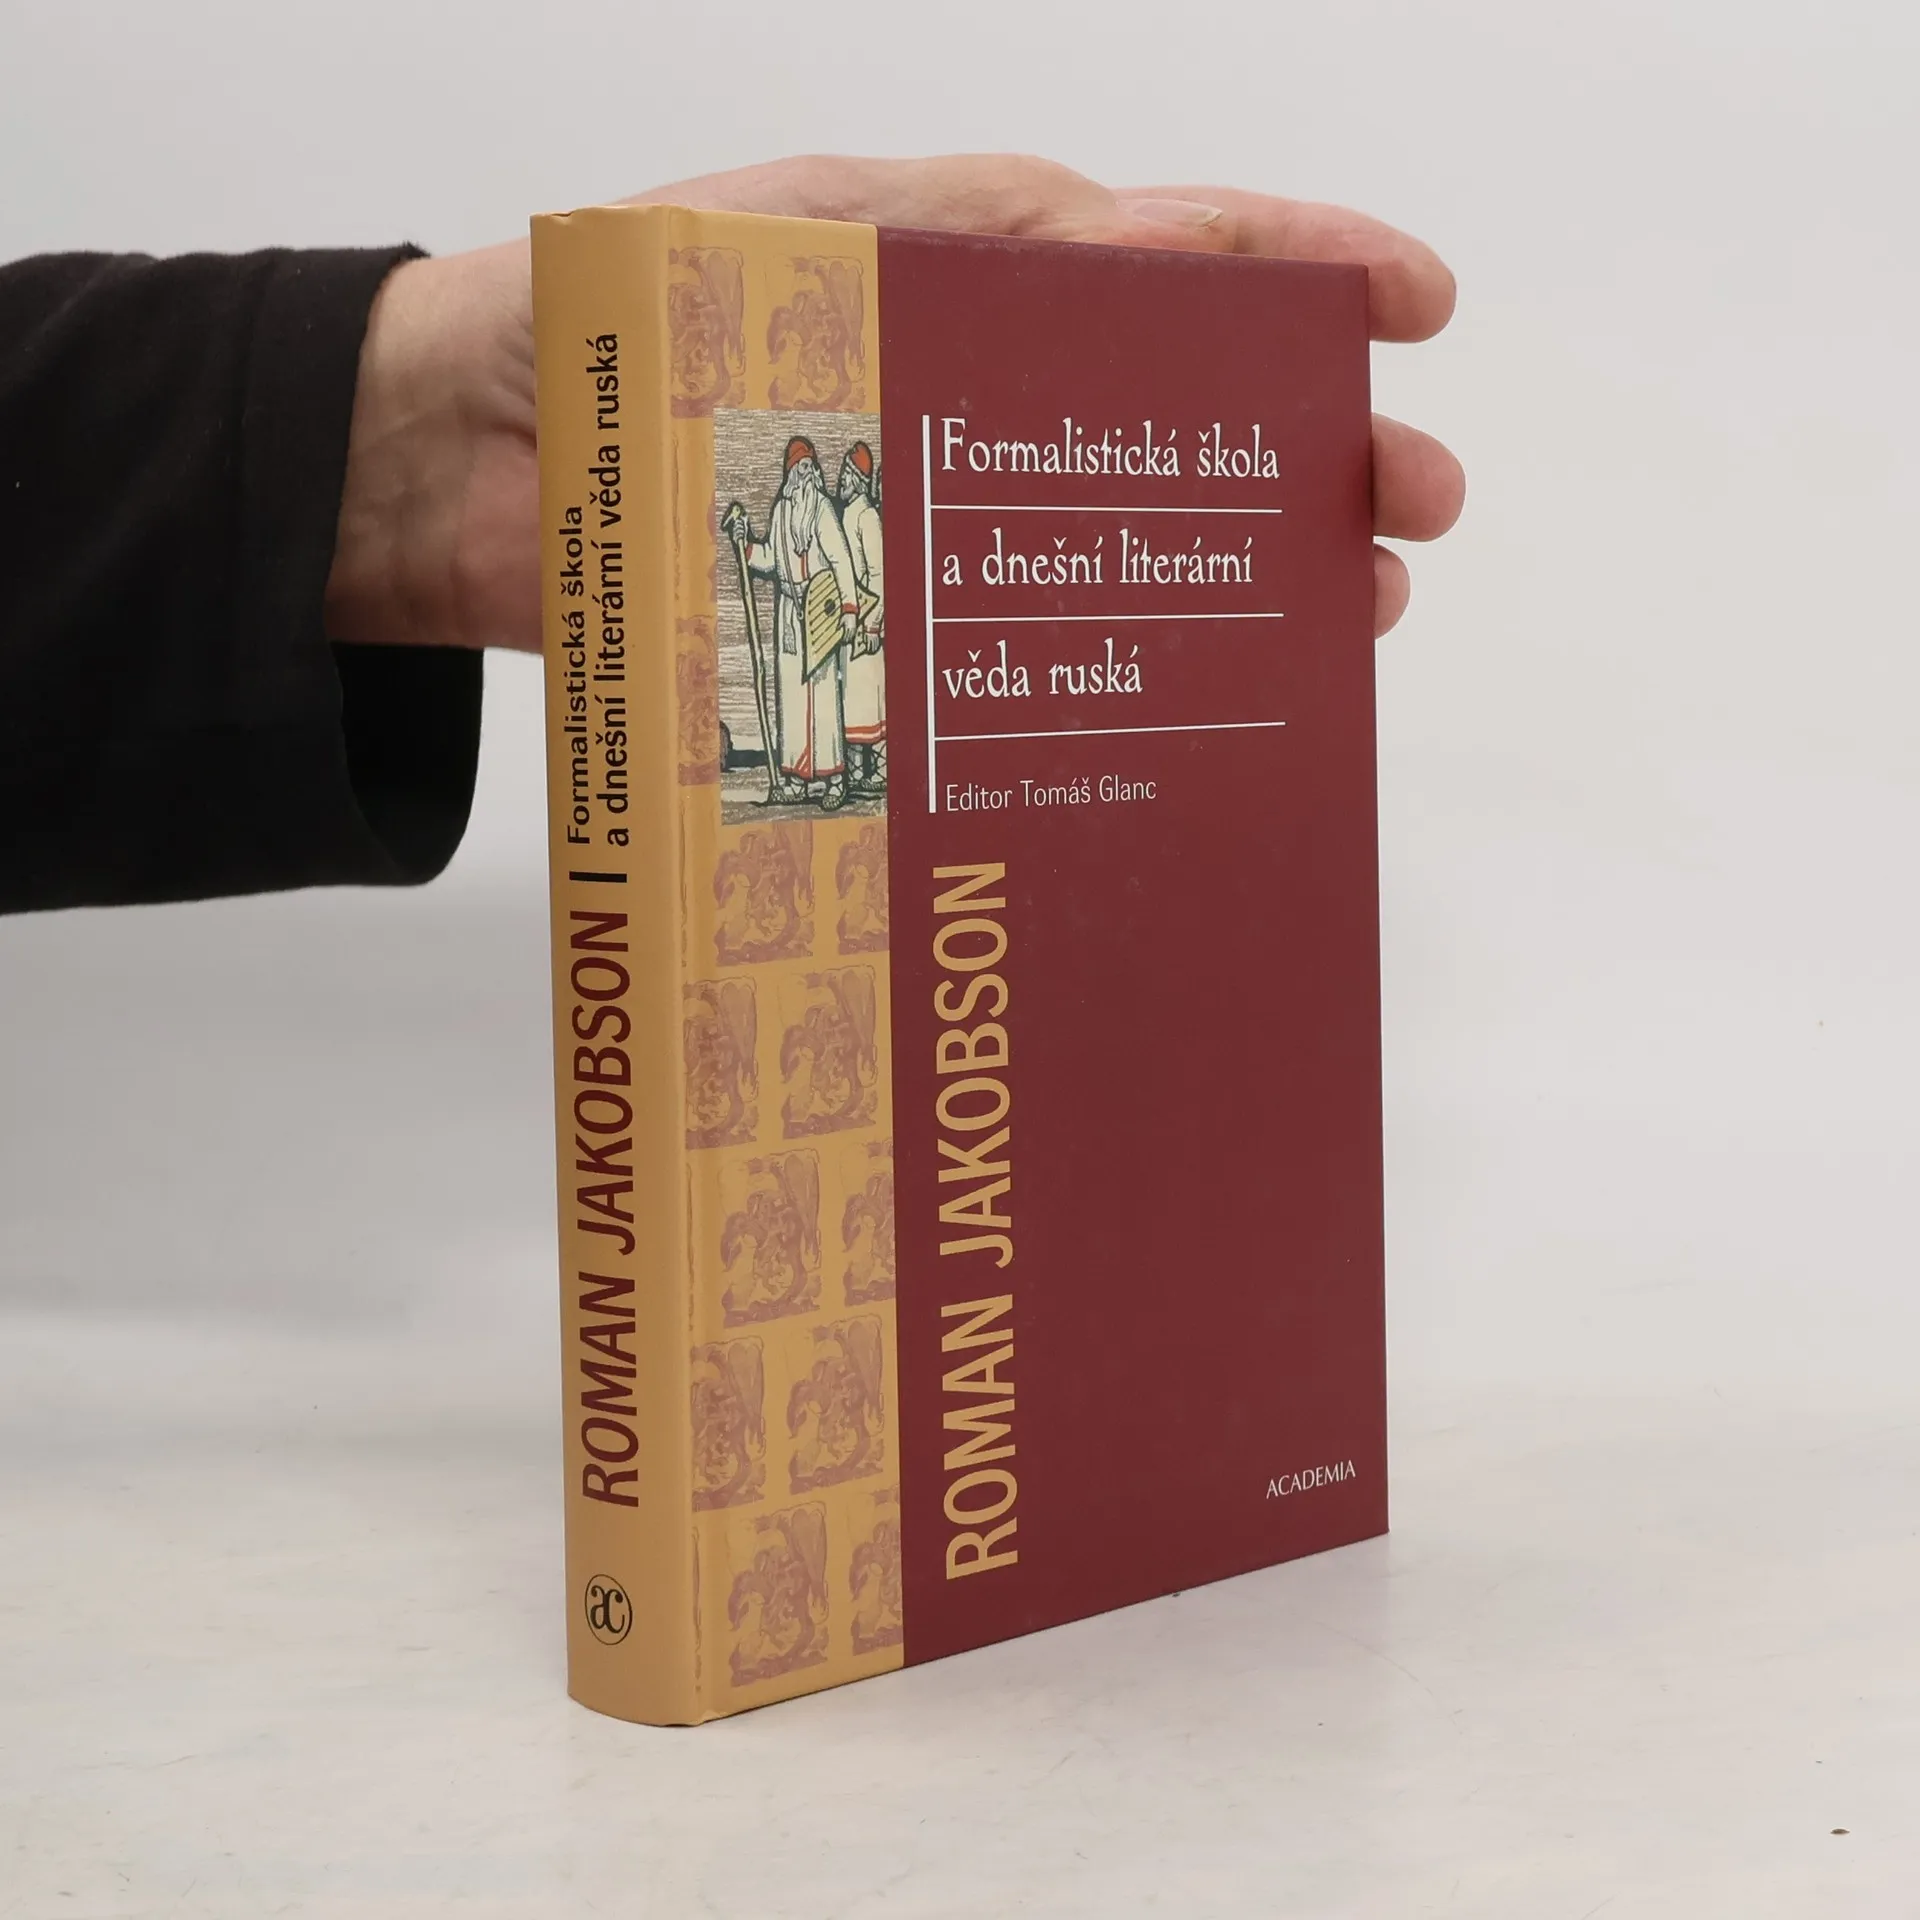 ROMAN JAKOBSON
Formalistická škola
a dnešní literární věda ruská
ac
Formalistická škola
a dnešní literární
věda ruská
Editor Tomáš Glanc
ROMAN JAKOBSON
ACADEMIA